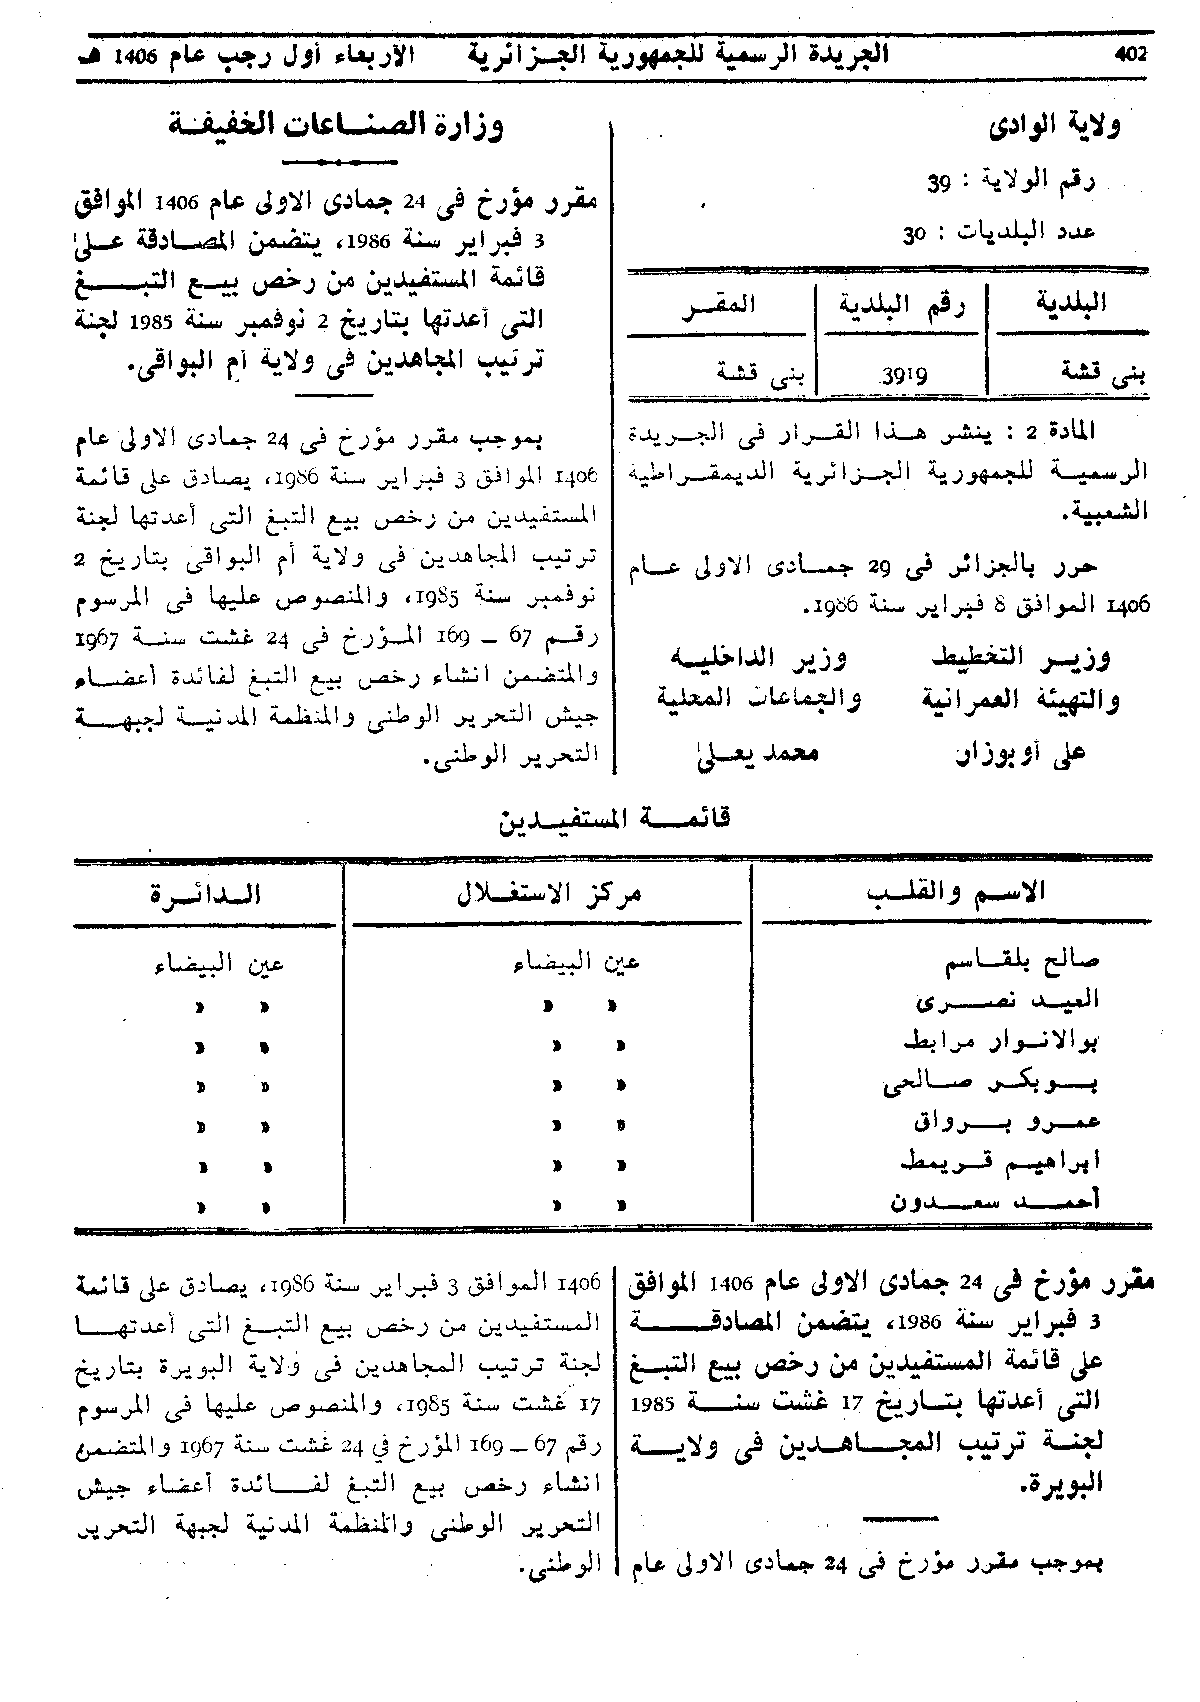 402 الجريدة الرسمية للجمهورية الجزائرية الأربعاء أول رجب عام 1406 هـ
ولاية الوادى
رقم الولاية : 39
عدد البلديات : 30
البلدية رقم البلدية المقر
بنى قشة 3919 بنى قشة
المادة 2 : ينشر هذا القرار فى الجريدة
الرسمية للجمهورية الجزائرية الديمقراطية
الشعبية.
حرر بالجزائر فى 29 جمادى الاولى عام
1406 الموافق 8 فبراير سنة 1986.
وزير التخطيط وزير الداخلية
والتهيئة العمرانية والجماعات المحلية
على أوبوزار محمد يعلى
وزارة الصناعات الخفيفة
مقرر مؤرخ فى 24 جمادى الاولى عام 1406 الموافق
3 فبراير سنة 1986، يتضمن المصادقة على
قائمة المستفيدين من رخص بيع التبغ
التى أعدتها بتاريخ 2 نوفمبر سنة 1985 لجنة
ترتيب المجاهدين فى ولاية أم البواقى.
بموجب مقرر مؤرخ فى 24 جمادى الاولى عام
1406 الموافق 3 فبراير سنة 1986، يصادق على قائمة
المستفيدين من رخص بيع التبغ التى أعدتها لجنة
ترتيب المجاهدين فى ولاية أم البواقى بتاريخ 2
نوفمبر سنة 1985، والمنصوص عليها فى المرسوم
رقم 67 - 169 المؤرخ فى 24 غشت سنة 1967
والمتضمن انشاء رخص بيع التبغ لفائدة أعضاء
جيش التحرير الوطنى والمنظمة المدنية لجبهة
التحرير الوطنى.
قائمة المستفيدين
الاسم والقلب مركز الاستغلال الدائرة
صالح بلقاسم عين البيضاء عين البيضاء
العيد نصرى » » » »
بوالانوار مرابط » » » »
بوبكر صالحى » » » »
عمرو برواق » » » »
ابراهيم قريمط » » » »
أحمد سعدون » » » »
مقرر مؤرخ فى 24 جمادى الاولى عام 1406 الموافق
3 فبراير سنة 1986، يتضمن المصادقة
على قائمة المستفيدين من رخص بيع التبغ
التى أعدتها بتاريخ 17 غشت سنة 1985
لجنة ترتيب المجاهدين فى ولاية
البويرة.
بموجب مقرر مؤرخ فى 24 جمادى الاولى عام
1406 الموافق 3 فبراير سنة 1986، يصادق على قائمة
المستفيدين من رخص بيع التبغ التى أعدتها
لجنة ترتيب المجاهدين فى ولاية البويرة بتاريخ
17 غشت سنة 1985، والمنصوص عليها فى المرسوم
رقم 67 - 169 المؤرخ في 24 غشت سنة 1967 والمتضمن
انشاء رخص بيع التبغ لفائدة أعضاء جيش
التحرير الوطنى والمنظمة المدنية لجبهة التحرير
الوطنى.